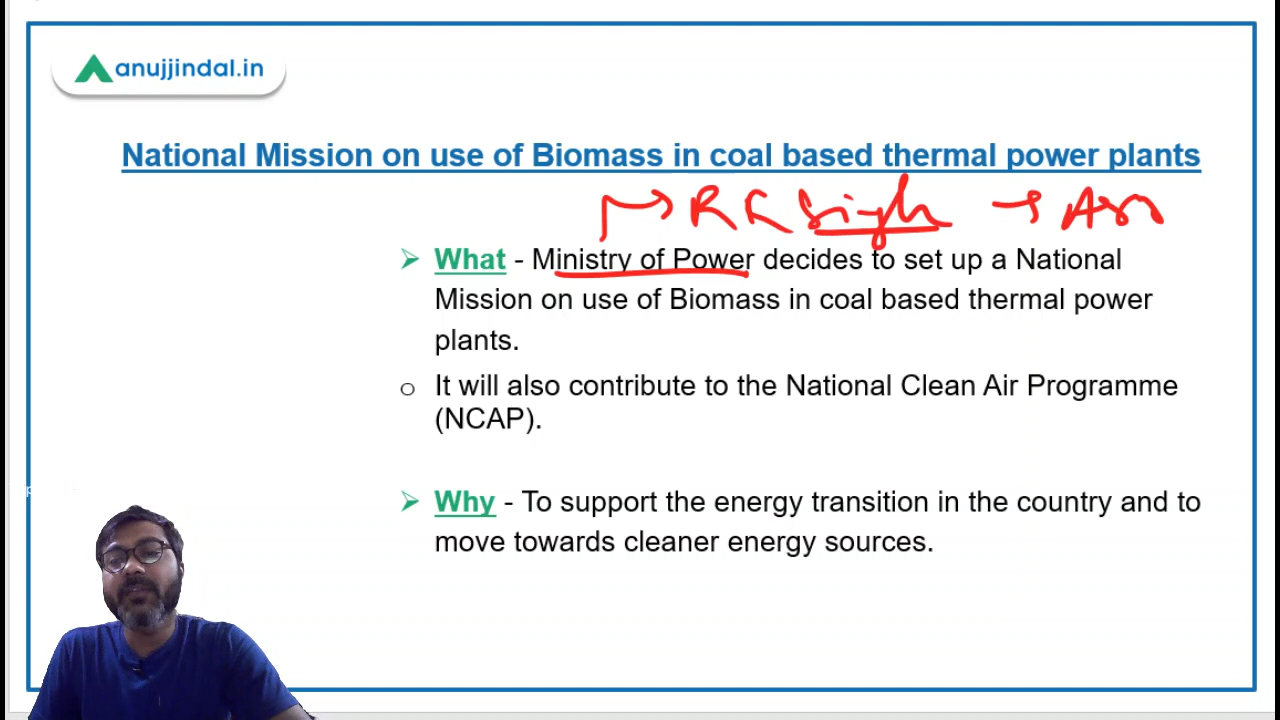 anujjindal.in
National Mission on use of Biomass in coal based thermal power plants
RK Singh
What - Ministry of Power decides to set up a National
Mission on use of Biomass in coal based thermal power
plants.
It will also contribute to the National Clean Air Programme
(NCAP).
Why - To support the energy transition in the country and to
move towards cleaner energy sources.